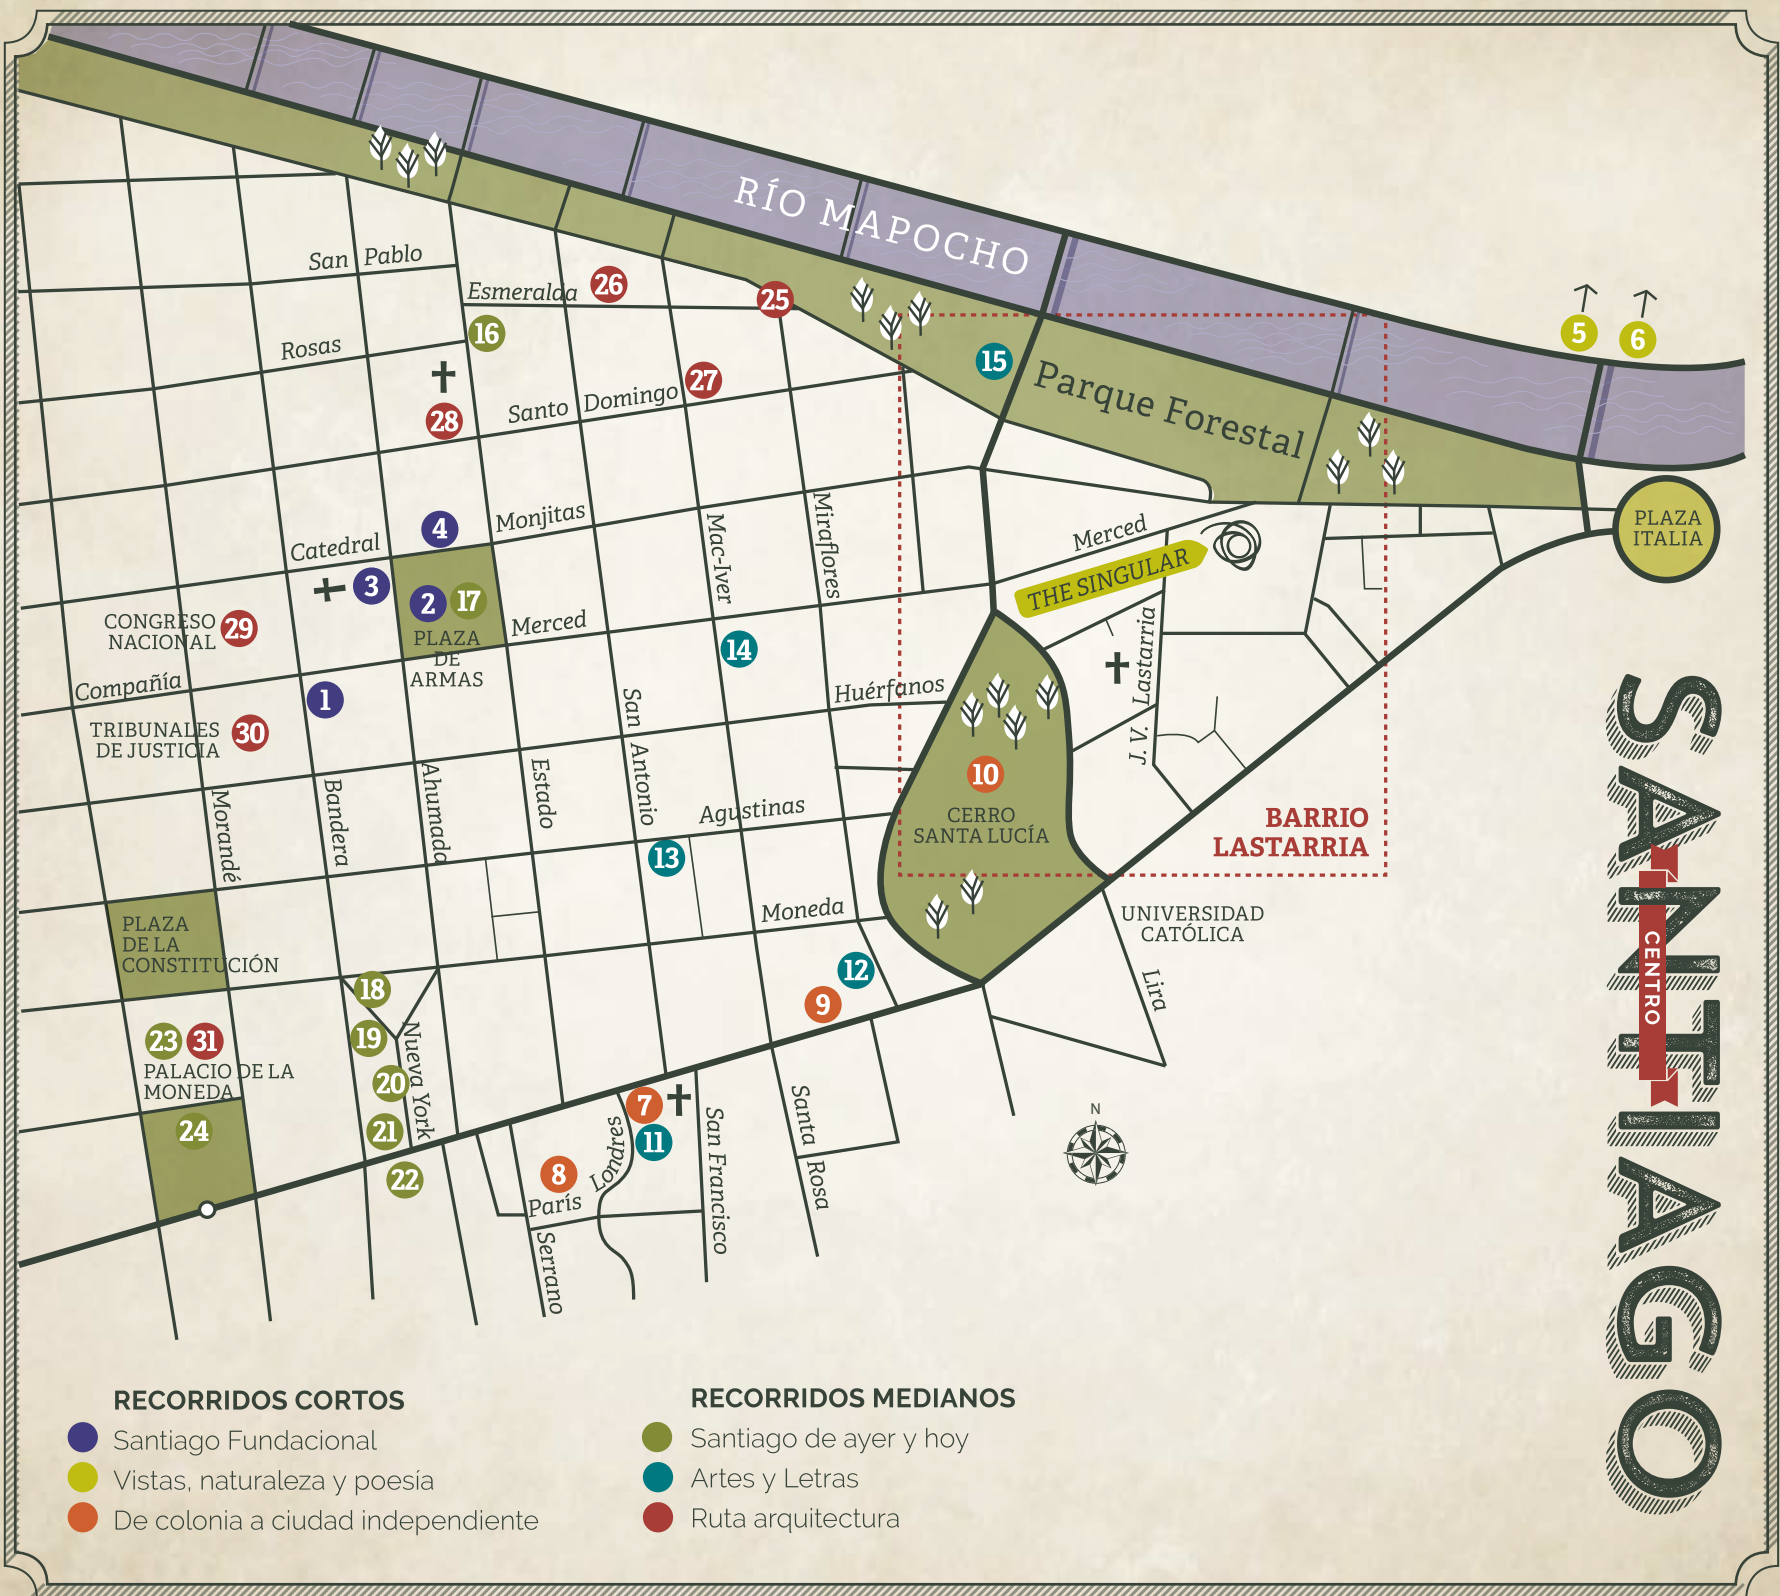 RÍO MAPOCHO
San Pablo
Esmeralda
26
25
5
6
16
Rosas
15
Parque Forestal
27
Santo Domingo
28
Monjitas
Mac-Iver
Miraflores
4
Catedral
Merced
THE SINGULAR
PLAZA
ITALIA
3
2
17
PLAZA
DE
ARMAS
CONGRESO
NACIONAL
29
Merced
14
J. V. Lastarria
Compañía
1
Huérfanos
TRIBUNALES
DE JUSTICIA
30
San Antonio
Morandé
Bandera
Ahumada
Estado
Agustinas
10
CERRO
SANTA LUCÍA
BARRIO
LASTARRIA
13
Moneda
UNIVERSIDAD
CATÓLICA
Lira
PLAZA
DE LA
CONSTITUCIÓN
12
9
18
19
20
21
22
Nueva York
23
31
PALACIO DE LA
MONEDA
24
7
11
8
París
Londres
Serrano
San Francisco
Santa Rosa
N
SANTIAGO
CENTRO
RECORRIDOS CORTOS
Santiago Fundacional
Vistas, naturaleza y poesía
De colonia a ciudad independiente
RECORRIDOS MEDIANOS
Santiago de ayer y hoy
Artes y Letras
Ruta arquitectura